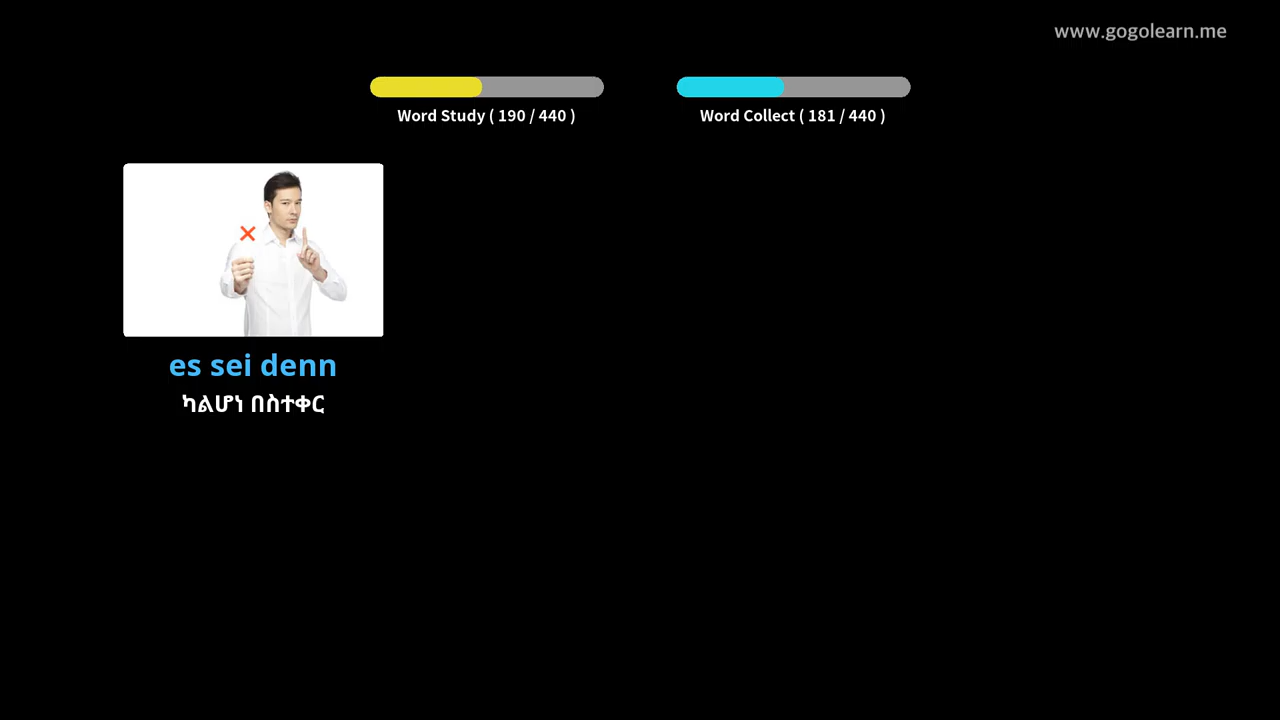 www.gogolearn.me
Word Study ( 190 / 440 )
Word Collect ( 181 / 440 )
es sei denn
ካልሆነ በስተቀር